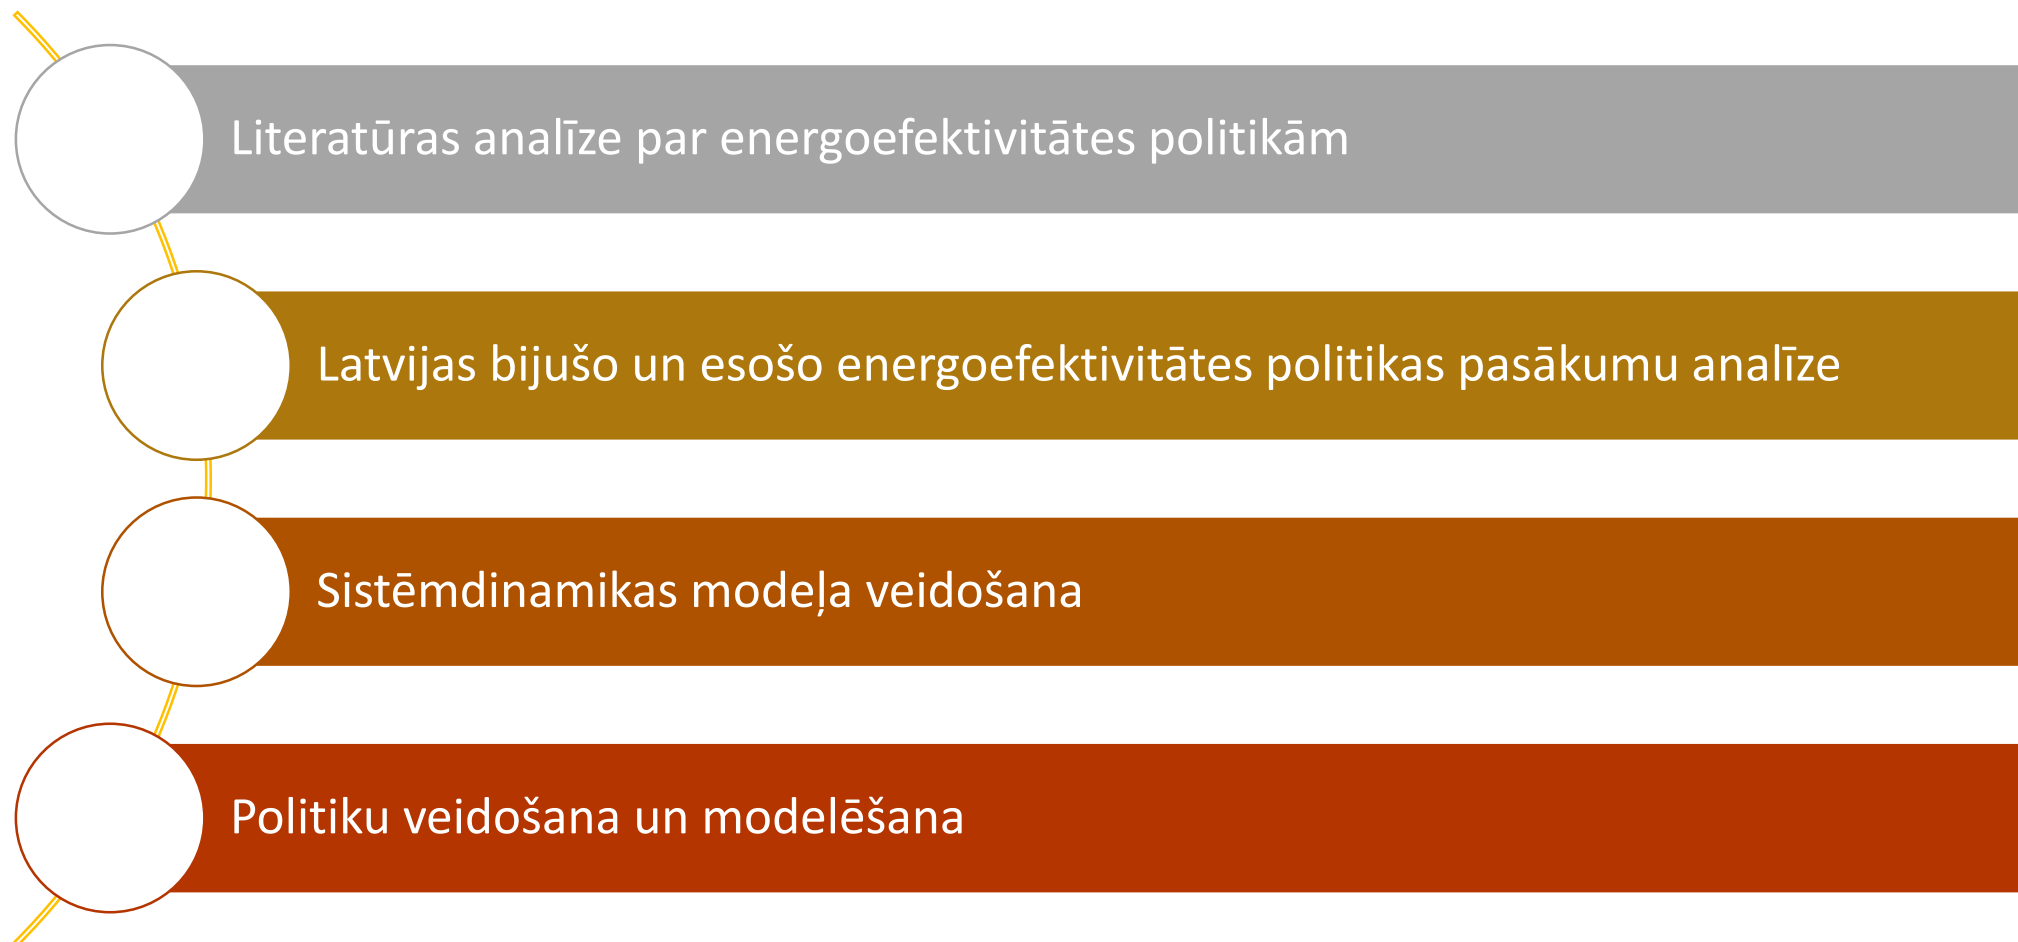 Literatūras analīze par energoefektivitātes politikām
Latvijas bijušo un esošo energoefektivitātes politikas pasākumu analīze
Sistēmdinamikas modeļa veidošana
Politiku veidošana un modelēšana